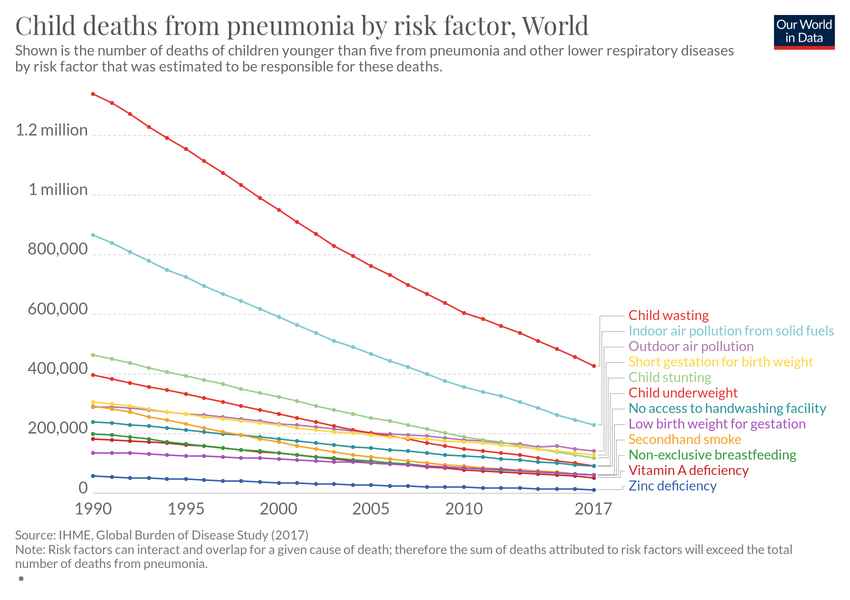 Child deaths from pneumonia by risk factor, World
Our World
in Data
Shown is the number of deaths of children younger than five from pneumonia and other lower respiratory diseases
by risk factor that was estimated to be responsible for these deaths.
1.2 million
1 million
800,000
600,000
400,000
200,000
0
1990
1995
2000
2005
2010
2017
Child wasting
Indoor air pollution from solid fuels
Outdoor air pollution
Short gestation for birth weight
Child stunting
Child underweight
No access to handwashing facility
Low birth weight for gestation
Secondhand smoke
Non-exclusive breastfeeding
Vitamin A deficiency
Zinc deficiency
Source: IHME, Global Burden of Disease Study (2017)
Note: Risk factors can interact and overlap for a given cause of death; therefore the sum of deaths attributed to risk factors will exceed the total
number of deaths from pneumonia.
•